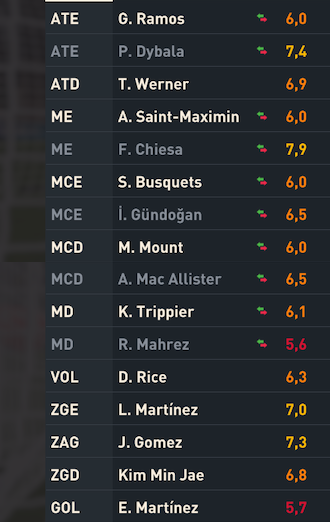 ATE G. Ramos 6,0
ATE P. Dybala 7,4
ATD T. Werner 6,9
ME A. Saint-Maximin 6,0
ME F. Chiesa 7,9
MCE S. Busquets 6,0
MCE İ. Gündoğan 6,5
MCD M. Mount 6,0
MCD A. Mac Allister 6,5
MD K. Trippier 6,1
MD R. Mahrez 5,6
VOL D. Rice 6,3
ZGE L. Martínez 7,0
ZAG J. Gomez 7,3
ZGD Kim Min Jae 6,8
GOL E. Martínez 5,7